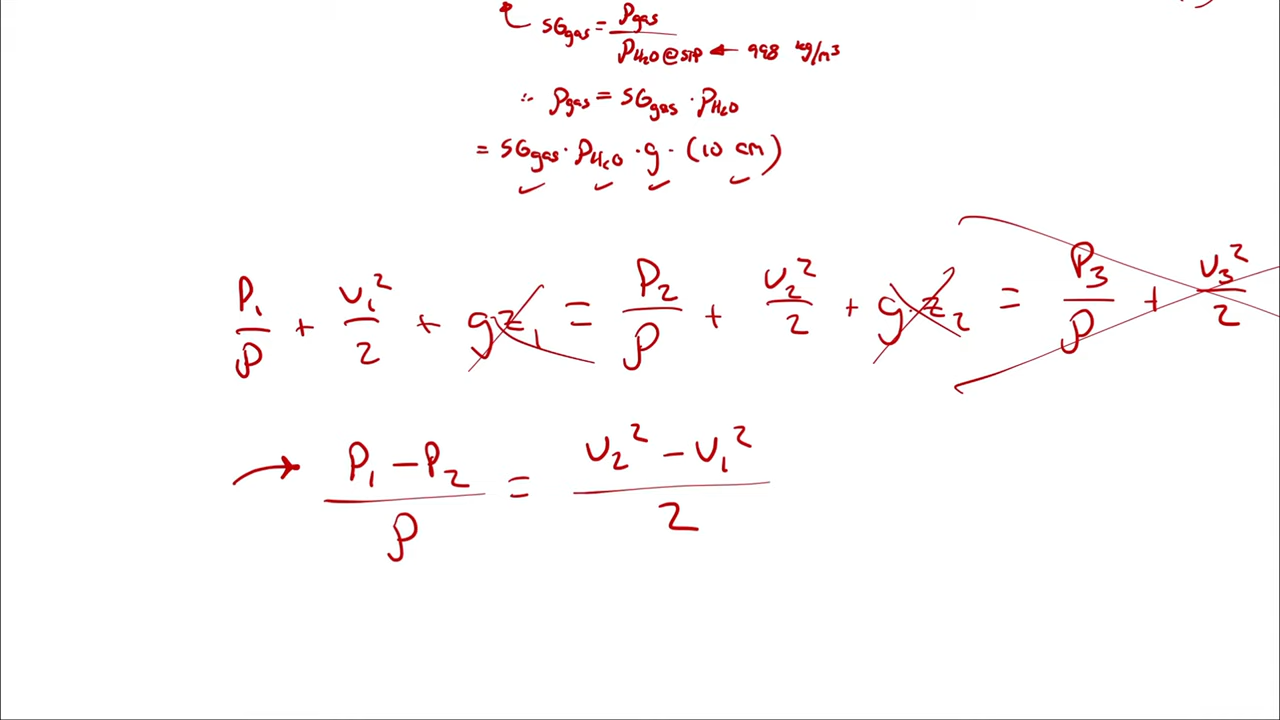 SGgas = ρgas / ρH₂O@STP ← 998 kg/m³
∴ ρgas = SGgas · ρH₂O
= SGgas · ρH₂O · g · (10 cm)
P₁/ρ + v₁²/2 + gz₁ = P₂/ρ + v₂²/2 + g·z₂ = P₃/ρ + v₃²/2
→ (P₁ − P₂)/ρ = (v₂² − v₁²)/2